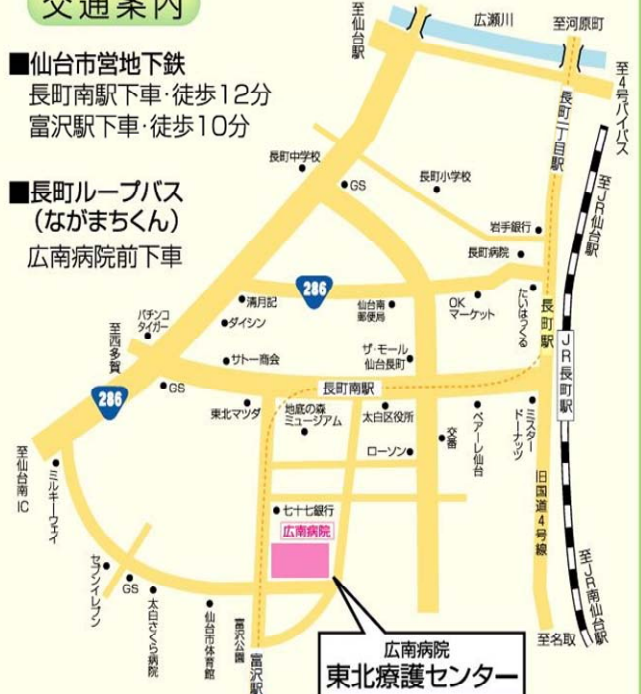 交通案内
■仙台市営地下鉄
長町南駅下車·徒歩12分
富沢駅下車·徒歩10分
■長町ループバス
(ながまちくん)
広南病院前下車
至仙台駅
広瀬川
至河原町
至4号バイパス
長町一丁目駅
至JR仙台駅
長町中学校
GS
長町小学校
岩手銀行
長町病院
286
清月記
仙台南
郵便局
OK
マーケット
たいはっくる
長町駅
JR長町駅
パチンコ
タイガー
至西多賀
ダイシン
サトー商会
ザ·モール
仙台長町
286
GS
長町南駅
東北マツダ
地底の森
ミュージアム
太白区役所
ローソン
交番
ペアーレ仙台
ミスター
ドーナッツ
旧国道4号線
至仙台南IC
ミルキーウェイ
七十七銀行
広南病院
セブンイレブン
GS
太白さくら病院
仙台市体育館
富沢公園
富沢駅
至JR南仙台駅
至名取
広南病院
東北療護センター